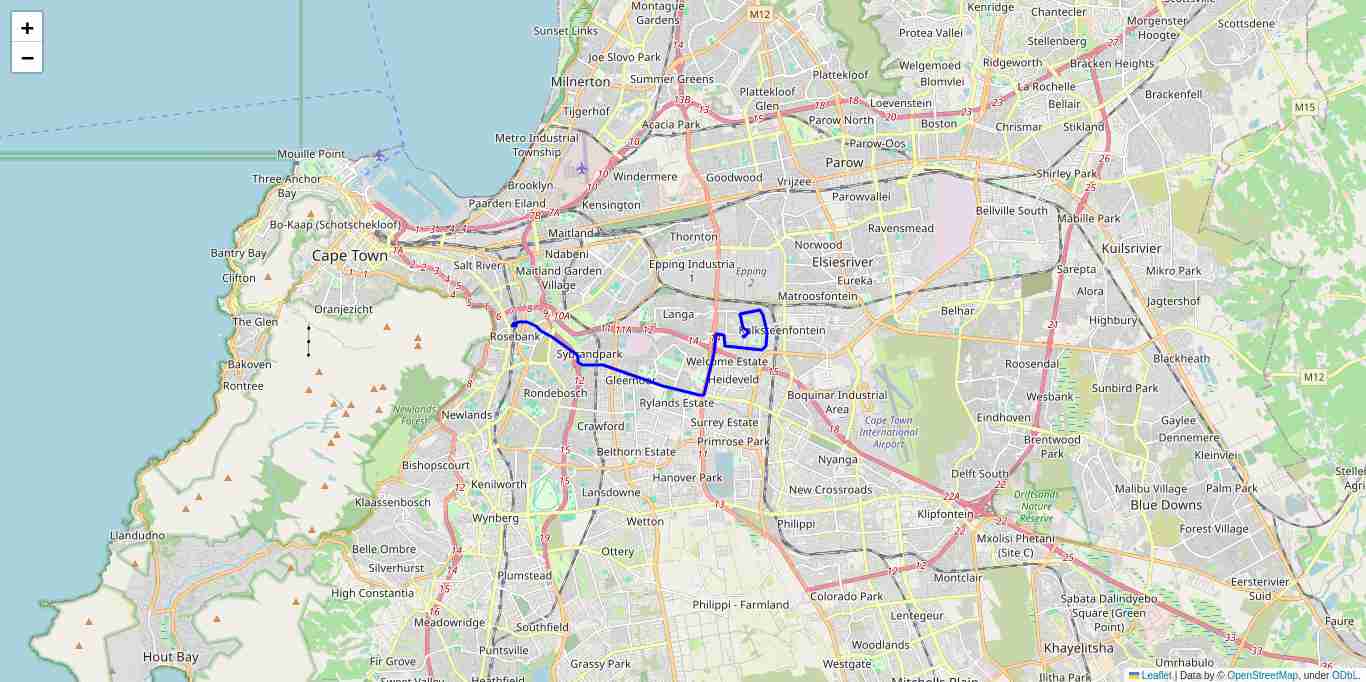 +
−
Montague
Gardens
M12
Kenridge
Chantecler
Scottsville
Morgenster
Hoogte
Scottsdene
Sunset Links
Protea Vallei
Stellenberg
Joe Slovo Park
Welgemoed
Ridgeworth
Bracken Heights
Milnerton
Summer Greens
Plattekloof
Blomvlei
La Rochelle
Brackenfell
Plattekloof
Glen
Loevenstein
Bellair
M15
Tijgerhof
Acacia Park
Parow North
Boston
Chrismar
Stikland
Metro Industrial
Township
Parow-Oos
Mouille Point
Parow
Three Anchor
Bay
Windermere
Goodwood
Vrijzee
Shirley Park
Brooklyn
Parowvallei
Paarden Eiland
Kensington
Bellville South
Mabille Park
Bo-Kaap (Schotschekloof)
Maitland
Thornton
Ravensmead
Norwood
Kuilsrivier
Bantry Bay
Cape Town
Ndabeni
Elsiesriver
Clifton
Salt River
Maitland Garden
Village
Epping Industria
1
Epping
2
Eureka
Sarepta
Mikro Park
Matroosfontein
Alora
Jagtershof
Oranjezicht
Langa
Belhar
Highbury
The Glen
Rosebank
Valksteenfontein
Sybrandpark
Welcome Estate
Roosendal
Blackheath
Bakoven
Gleemoor
Heideveld
M12
Rontree
Rondebosch
Boquinar Industrial
Area
Wesbank
Sunbird Park
Rylands Estate
Newlands
Forest
Newlands
Crawford
Surrey Estate
Cape Town
International
Airport
Eindhoven
Gaylee
Primrose Park
Brentwood
Park
Dennemere
Beithorn Estate
Nyanga
Kleinvlei
Bishopscourt
Hanover Park
Delft South
Kenilworth
Lansdowne
New Crossroads
Malibu Village
Palm Park
Klaassenbosch
Driftsands
Nature
Reserve
Blue Downs
Wynberg
Wetton
Philippi
Klipfontein
Forest Village
Llandudno
Mxolisi Phetani
(Site C)
Belle Ombre
Ottery
Silverhurst
Plumstead
Montclair
Eersterivier
Suid
High Constantia
Philippi - Farmland
Colorado Park
Sabata Dalindyebo
Square (Green
Point)
Meadowridge
Lentegeur
Faure
Southfield
Hout Bay
Puntsville
Woodlands
Khayelitsha
Fir Grove
Grassy Park
Westgate
Umrhabulo
Sweet Valley
Heathfield
Mitchells Plain
Ilitha Park
Leaflet | Data by © OpenStreetMap, under ODbL.